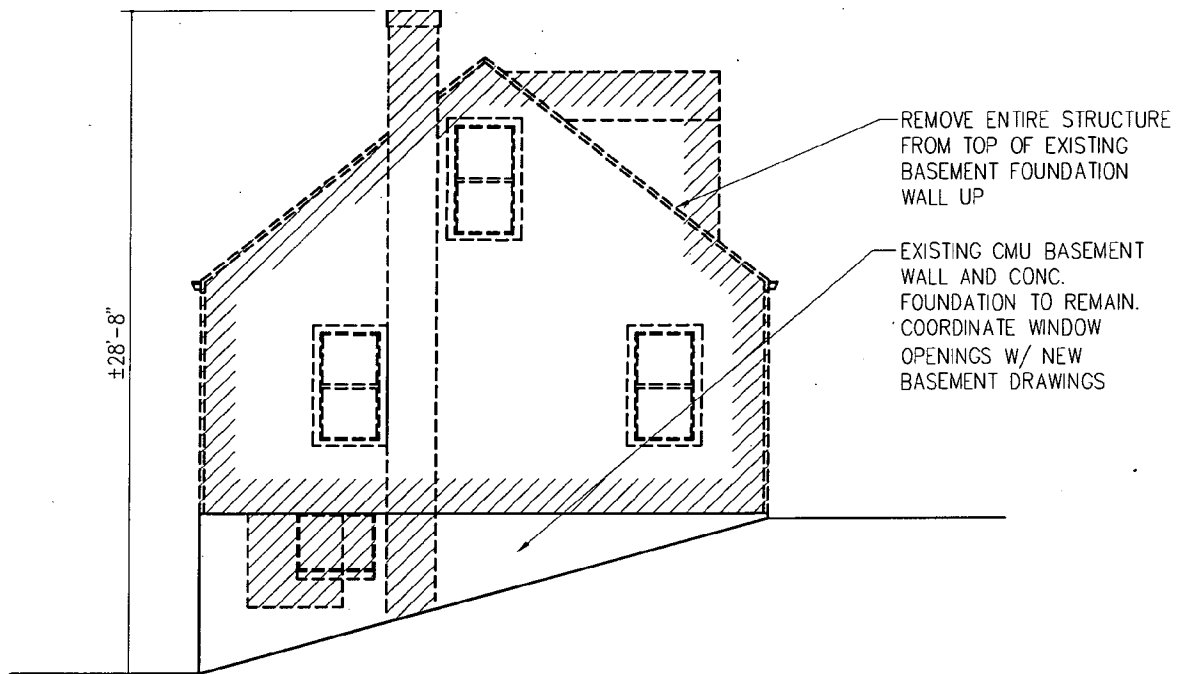 REMOVE ENTIRE STRUCTURE
FROM TOP OF EXISTING
BASEMENT FOUNDATION
WALL UP
EXISTING CMU BASEMENT
WALL AND CONC.
FOUNDATION TO REMAIN.
COORDINATE WINDOW
OPENINGS W/ NEW
BASEMENT DRAWINGS
±28'-8"